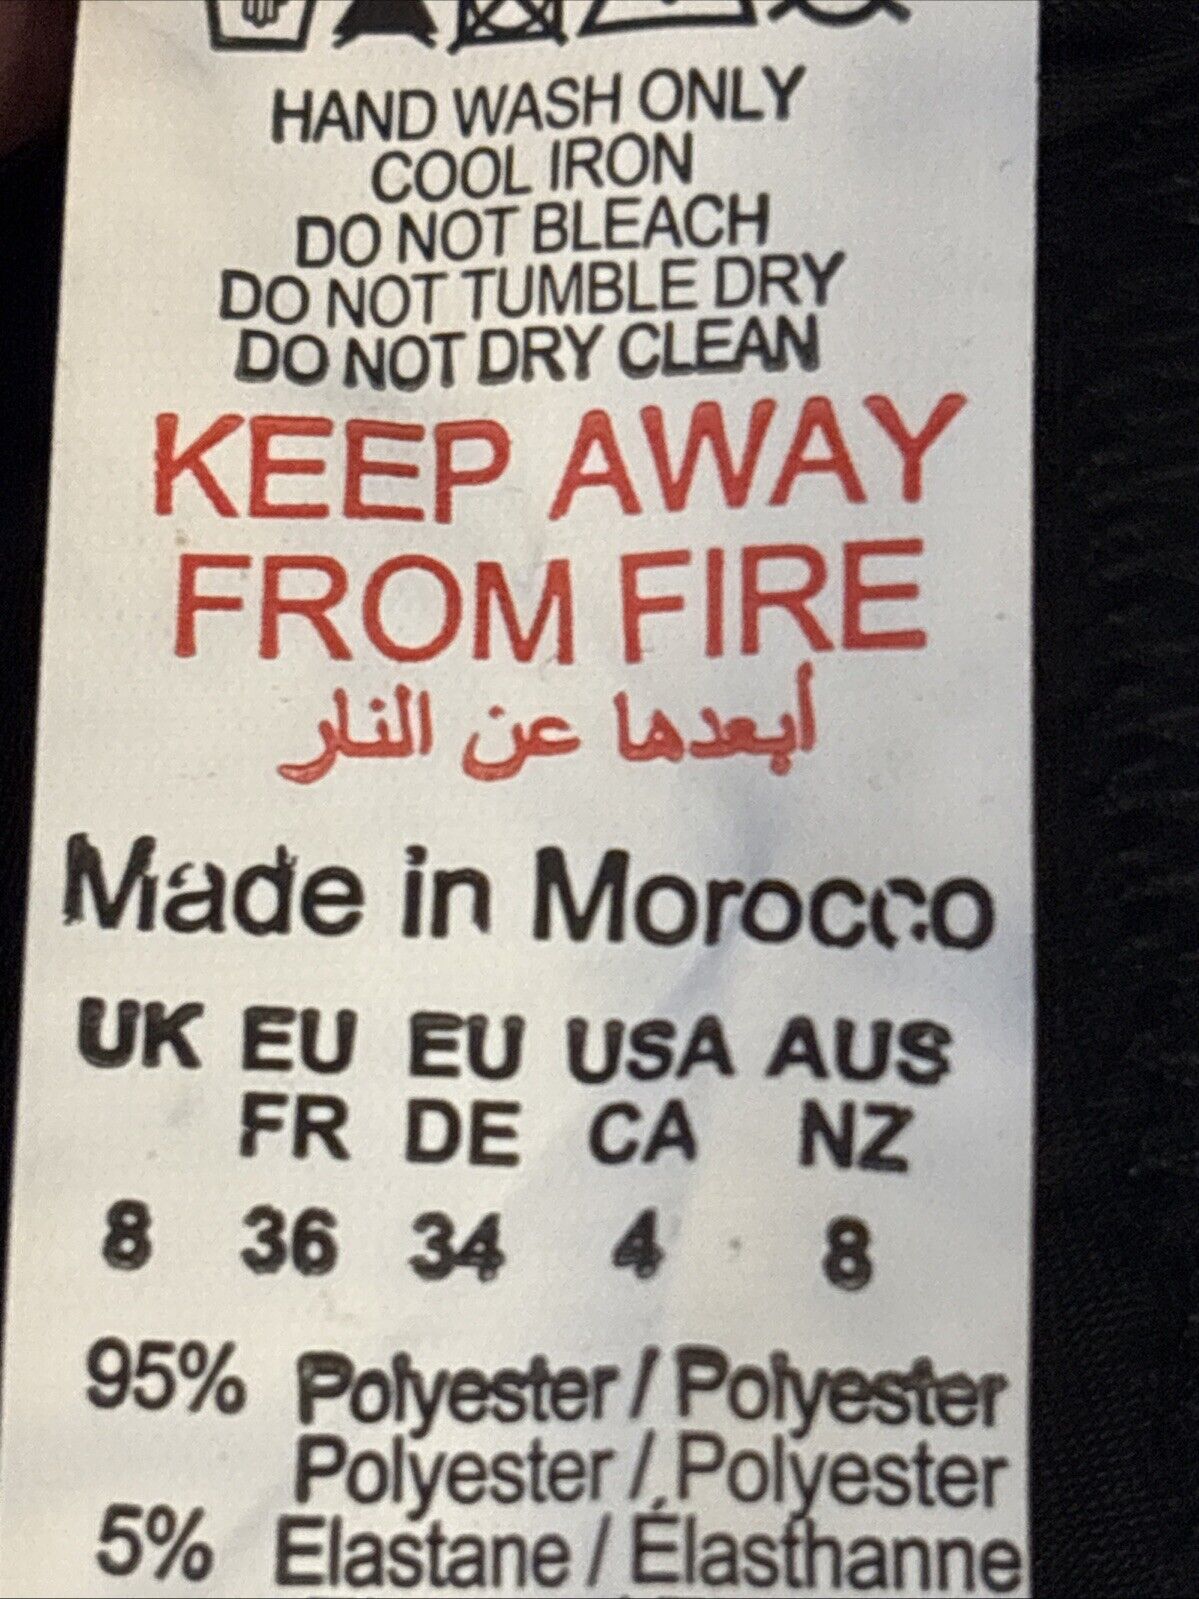 HAND WASH ONLY
COOL IRON
DO NOT BLEACH
DO NOT TUMBLE DRY
DO NOT DRY CLEAN
KEEP AWAY
FROM FIRE
أبعدها عن النار
Made in Morocco
UK EU EU USA AUS
FR DE CA NZ
8 36 34 4 8
95% Polyester / Polyester
Polyester / Polyester
5% Elastane / Élasthanne